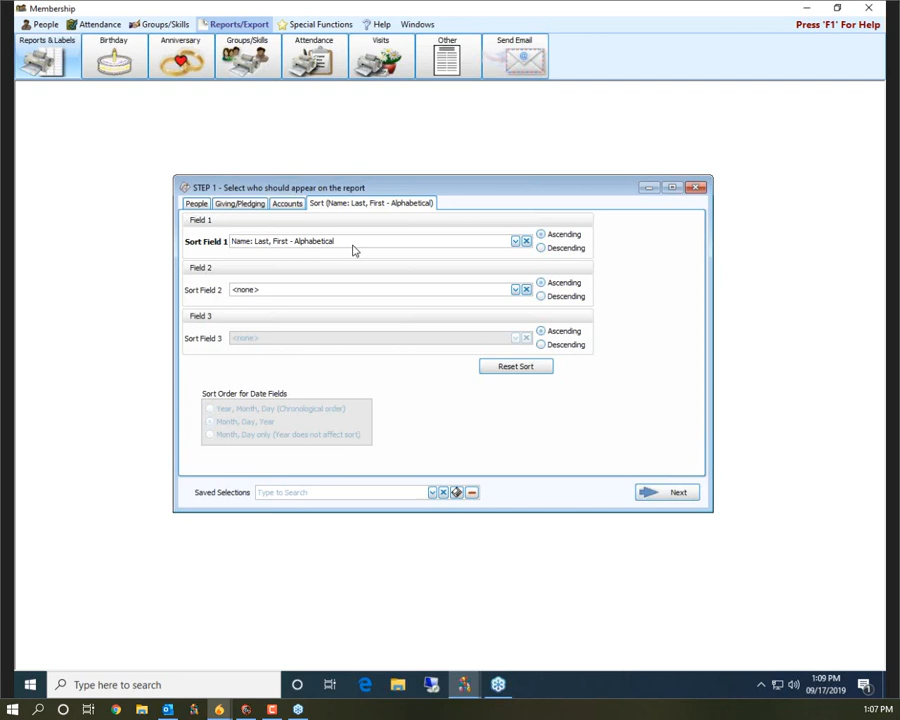 Membership
People Attendance Groups/Skills Reports/Export Special Functions Help Windows Press 'F1' For Help
Reports & Labels Birthday Anniversary Groups/Skills Attendance Visits Other Send Email
STEP 1 - Select who should appear on the report
People Giving/Pledging Accounts Sort (Name: Last, First - Alphabetical)
Field 1
Sort Field 1 Name: Last, First - Alphabetical Ascending
Descending
Field 2
Sort Field 2 <none> Ascending
Descending
Field 3
Sort Field 3 <none> Ascending
Descending
Reset Sort
Sort Order for Date Fields
Year, Month, Day (Chronological order)
Month, Day, Year
Month, Day only (Year does not affect sort)
Saved Selections Type to Search Next
Type here to search 1:09 PM
09/17/2019 1
1:07 PM